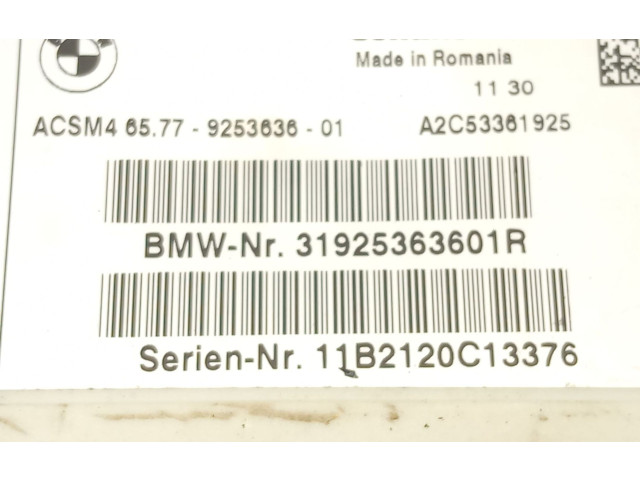 Made in Romania
11 30
ACSM4 65.77 - 9253636 - 01 A2C53361925
BMW-Nr. 31925363601R
Serien-Nr. 11B2120C13376